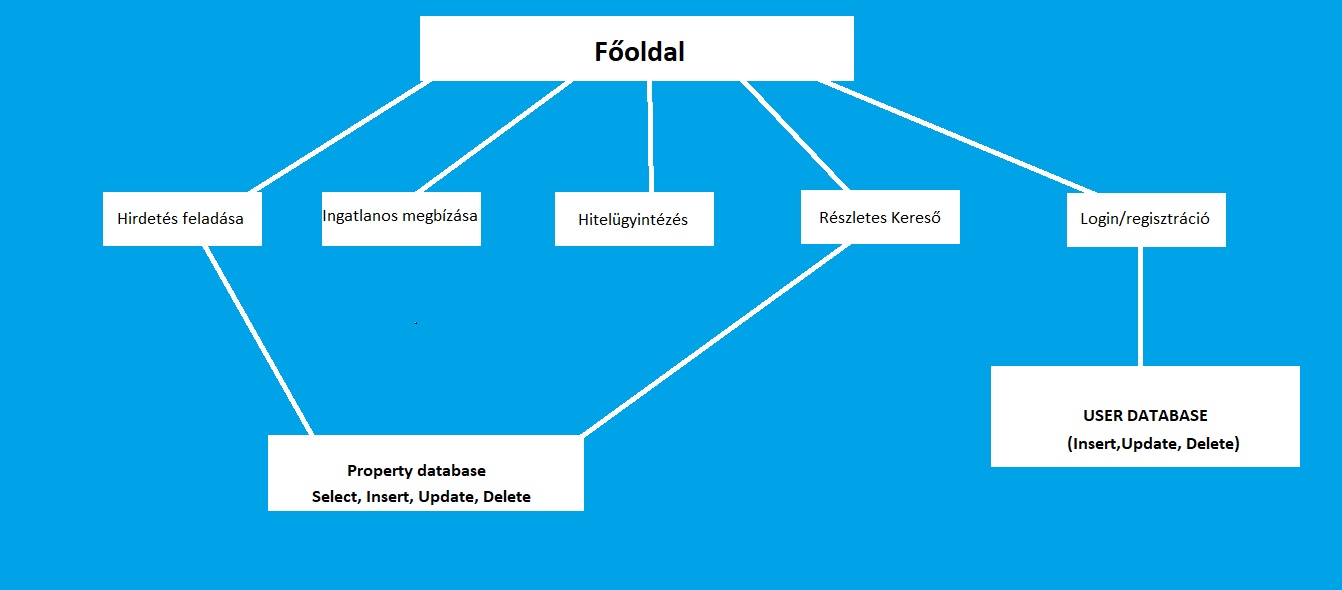 Főoldal
Hirdetés feladása
Ingatlanos megbízása
Hitelügyintézés
Részletes Kereső
Login/regisztráció
USER DATABASE
(Insert,Update, Delete)
Property database
Select, Insert, Update, Delete